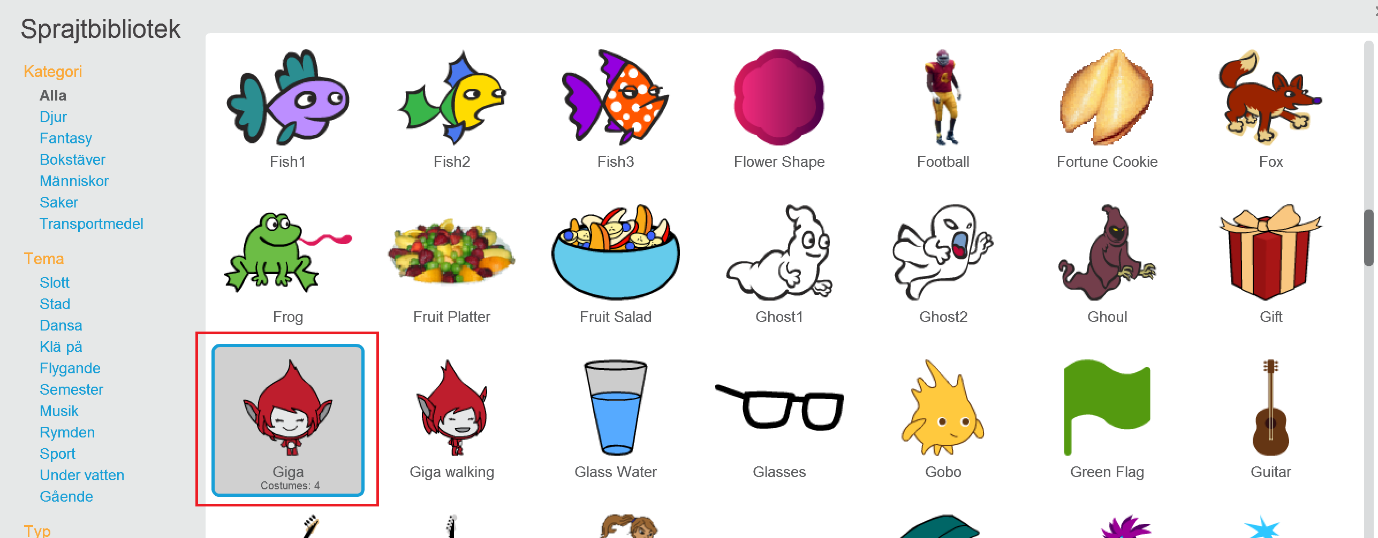 Sprajtbibliotek
Kategori
Alla
Djur
Fantasy
Bokstäver
Människor
Saker
Transportmedel
Tema
Slott
Stad
Dansa
Klä på
Flygande
Semester
Musik
Rymden
Sport
Under vatten
Gående
Typ
Fish1
Fish2
Fish3
Flower Shape
Football
Fortune Cookie
Fox
Frog
Fruit Platter
Fruit Salad
Ghost1
Ghost2
Ghoul
Gift
Giga
Costumes: 4
Giga walking
Glass Water
Glasses
Gobo
Green Flag
Guitar